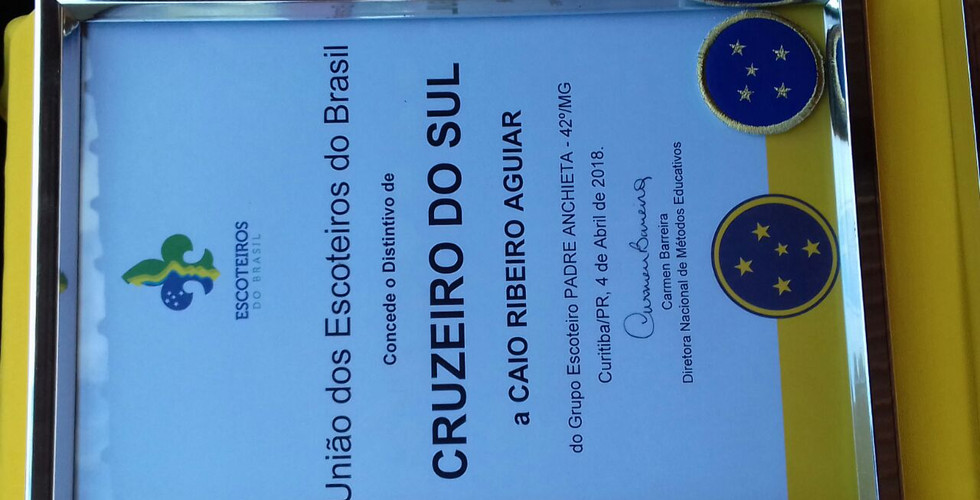 ESCOTEIROS
DO BRASIL
União dos Escoteiros do Brasil
Concede o Distintivo de
CRUZEIRO DO SUL
a CAIO RIBEIRO AGUIAR
do Grupo Escoteiro PADRE ANCHIETA - 42º/MG
Curitiba/PR, 4 de Abril de 2018.
Carmen Barreira
Carmen Barreira
Diretora Nacional de Métodos Educativos